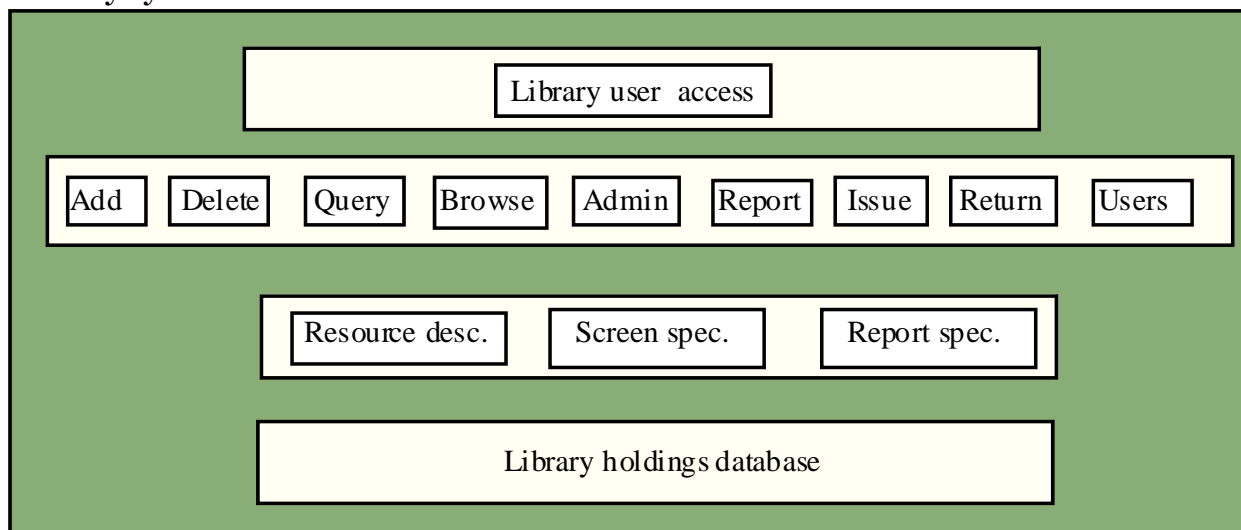 Library user access
Add Delete Query Browse Admin Report Issue Return Users
Resource desc. Screen spec. Report spec.
Library holdings database